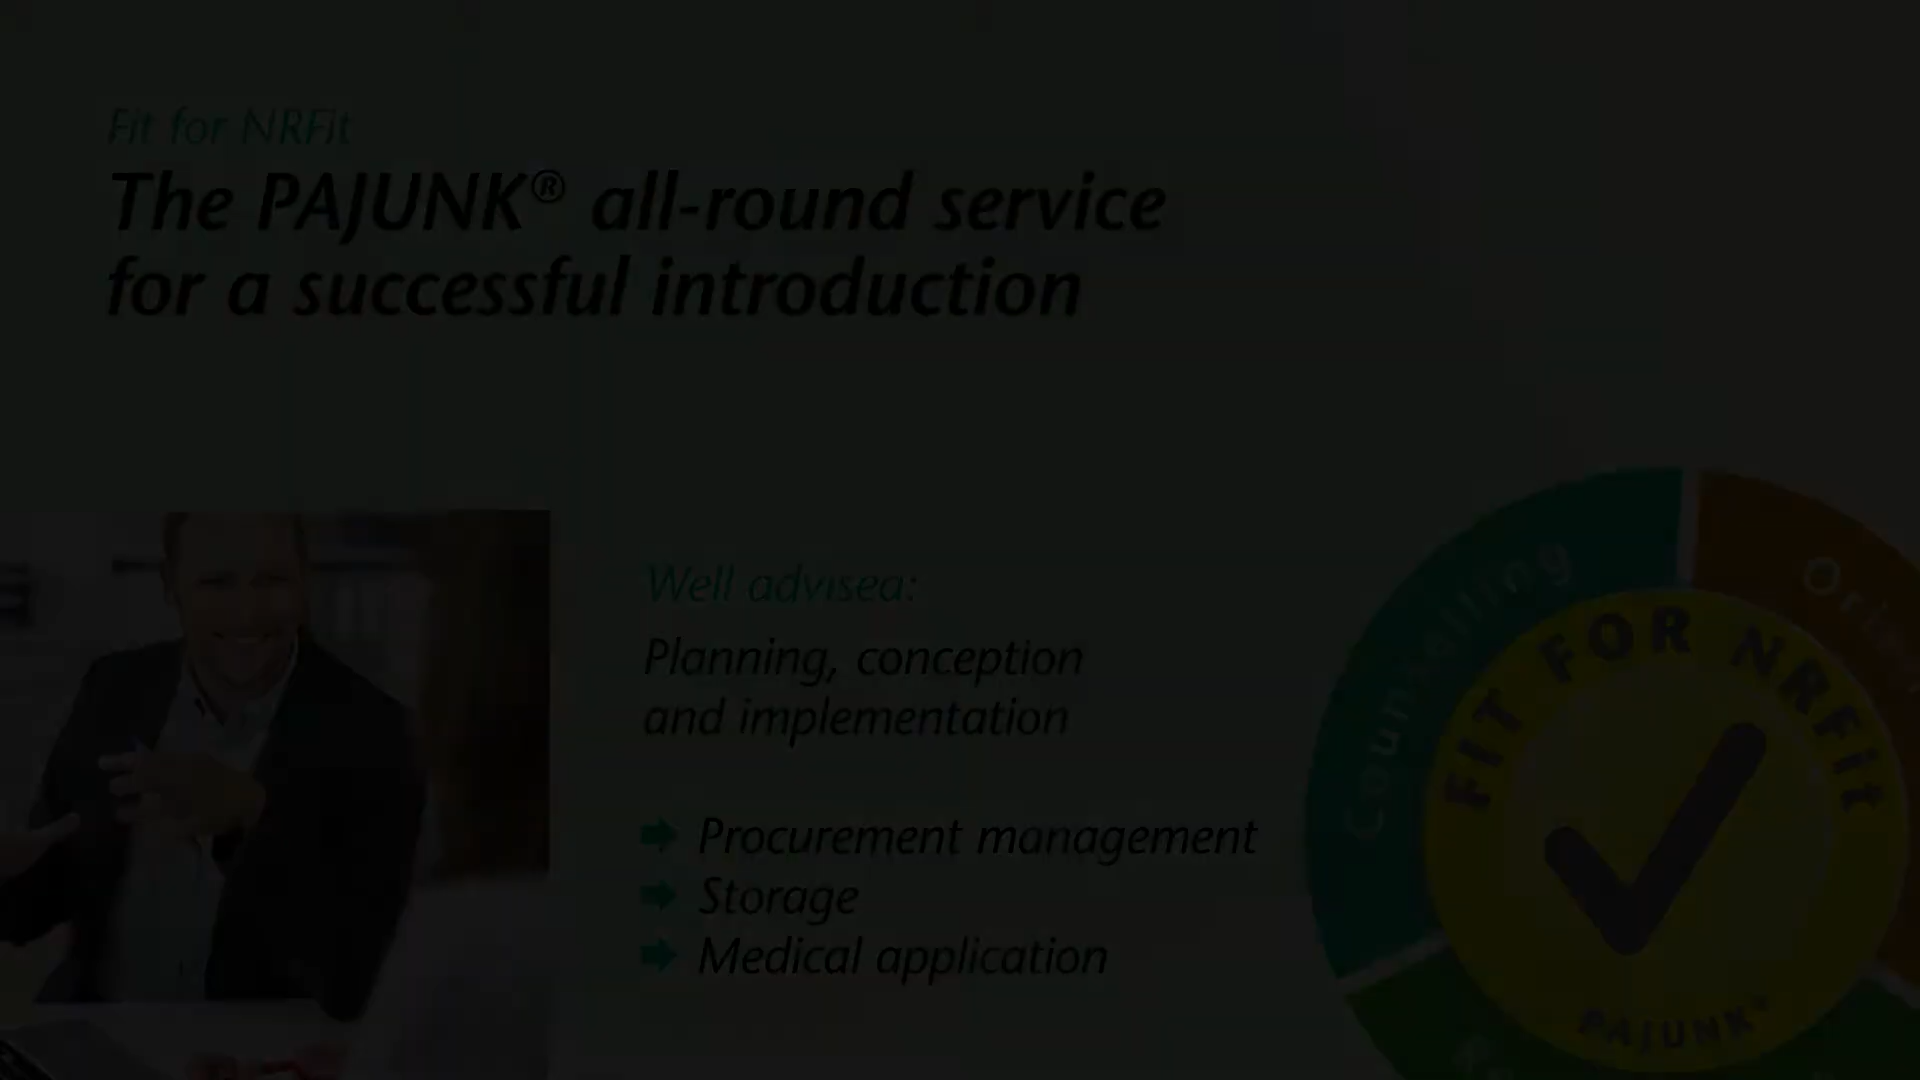 Fit for NRFit
The PAJUNK® all-round service
for a successful introduction
Well advised:
Planning, conception
and implementation
Procurement management
Storage
Medical application
Counselling
FIT FOR NRFit
PAJUNK®